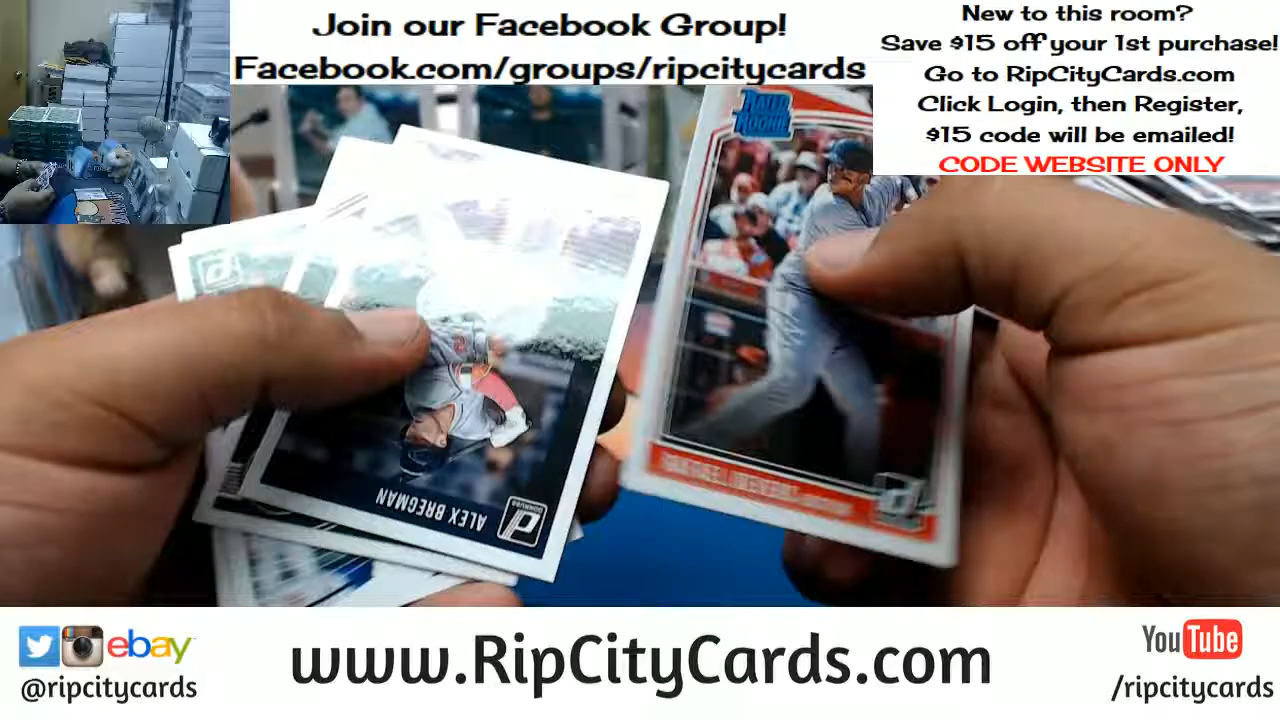 Join our Facebook Group!
Facebook.com/groups/ripcitycards
New to this room?
Save $15 off your 1st purchase!
Go to RipCityCards.com
Click Login, then Register,
$15 code will be emailed!
CODE WEBSITE ONLY
RATED
ROOKIE
ALEX BREGMAN
DONRUSS
ebay
@ripcitycards
www.RipCityCards.com
YouTube
/ripcitycards